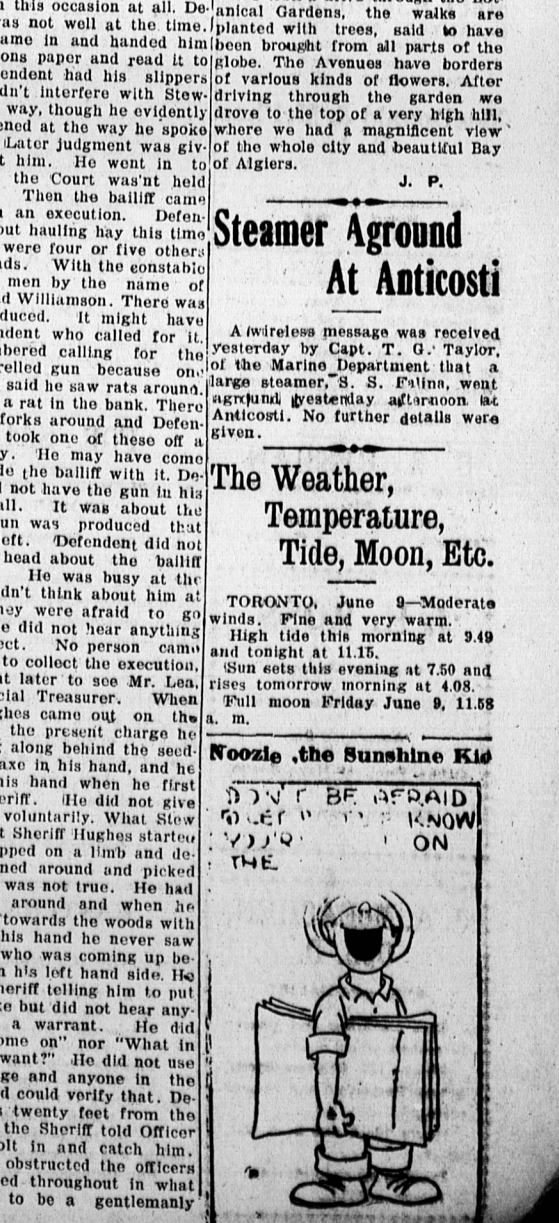 this occasion at all. De-
as not well at the time.
ame in and handed him
ons paper and read it to
endent had his slippers
dn't interfere with Stew-
way, though he evidently
ened at the way he spoke
Later judgment was giv-
t him. He went in to
the Court was'nt held
Then the bailiff came
an execution. Defen-
out hauling hay this time
were four or five others
ds. With the constable
men by the name of
d Williamson. There was
duced. It might have
ndent who called for it.
mbered calling for the
relled gun because one
said he saw rats around.
a rat in the bank. There
forks around and Defen-
took one of these off a
y. He may have come
de the bailiff with it. De-
not have the gun in his
all. It was about the
un was produced that
eft. Defendent did not
head about the bailiff
He was busy at the
dn't think about him at
hey were afraid to go
e did not hear anything
ect. No person came
to collect the execution,
at later to see Mr. Lea,
cial Treasurer. When
ghes came out on the
the present charge he
along behind the seed-
axe in his hand, and he
his hand when he first
eriff. He did not give
voluntarily. What Stew
t Sheriff Hughes started
pped on a limb and de-
ned around and picked
was not true. He had
around and when he
towards the woods with
his hand he never saw
who was coming up be-
n his left hand side. He
heriff telling him to put
e but did not hear any-
a warrant. He did
ome on" nor "What in
want?" He did not use
ge and anyone in the
d could verify that. De-
twenty feet from the
the Sheriff told Officer
olt in and catch him.
obstructed the officers
ed throughout in what
to be a gentlemanly
anical Gardens, the walks are
planted with trees, said to have
been brought from all parts of the
globe. The Avenues have borders
of various kinds of flowers. After
driving through the garden we
drove to the top of a very high hill,
where we had a magnificent view
of the whole city and beautiful Bay
of Algiers.
J. P.
Steamer Aground
At Anticosti
A wireless message was received
yesterday by Capt. T. G. Taylor,
of the Marine Department that a
large steamer, S. S. Falina, went
aground yesterday afternoon at
Anticosti. No further details were
given.
The Weather,
Temperature,
Tide, Moon, Etc.
TORONTO, June 9—Moderate
winds. Fine and very warm.
High tide this morning at 9.49
and tonight at 11.15.
Sun sets this evening at 7.50 and
rises tomorrow morning at 4.08.
Full moon Friday June 9, 11.58
a. m.
Noozie ,the Sunshine Kid
DON'T BE AFRAID
KNOW
ON
THE